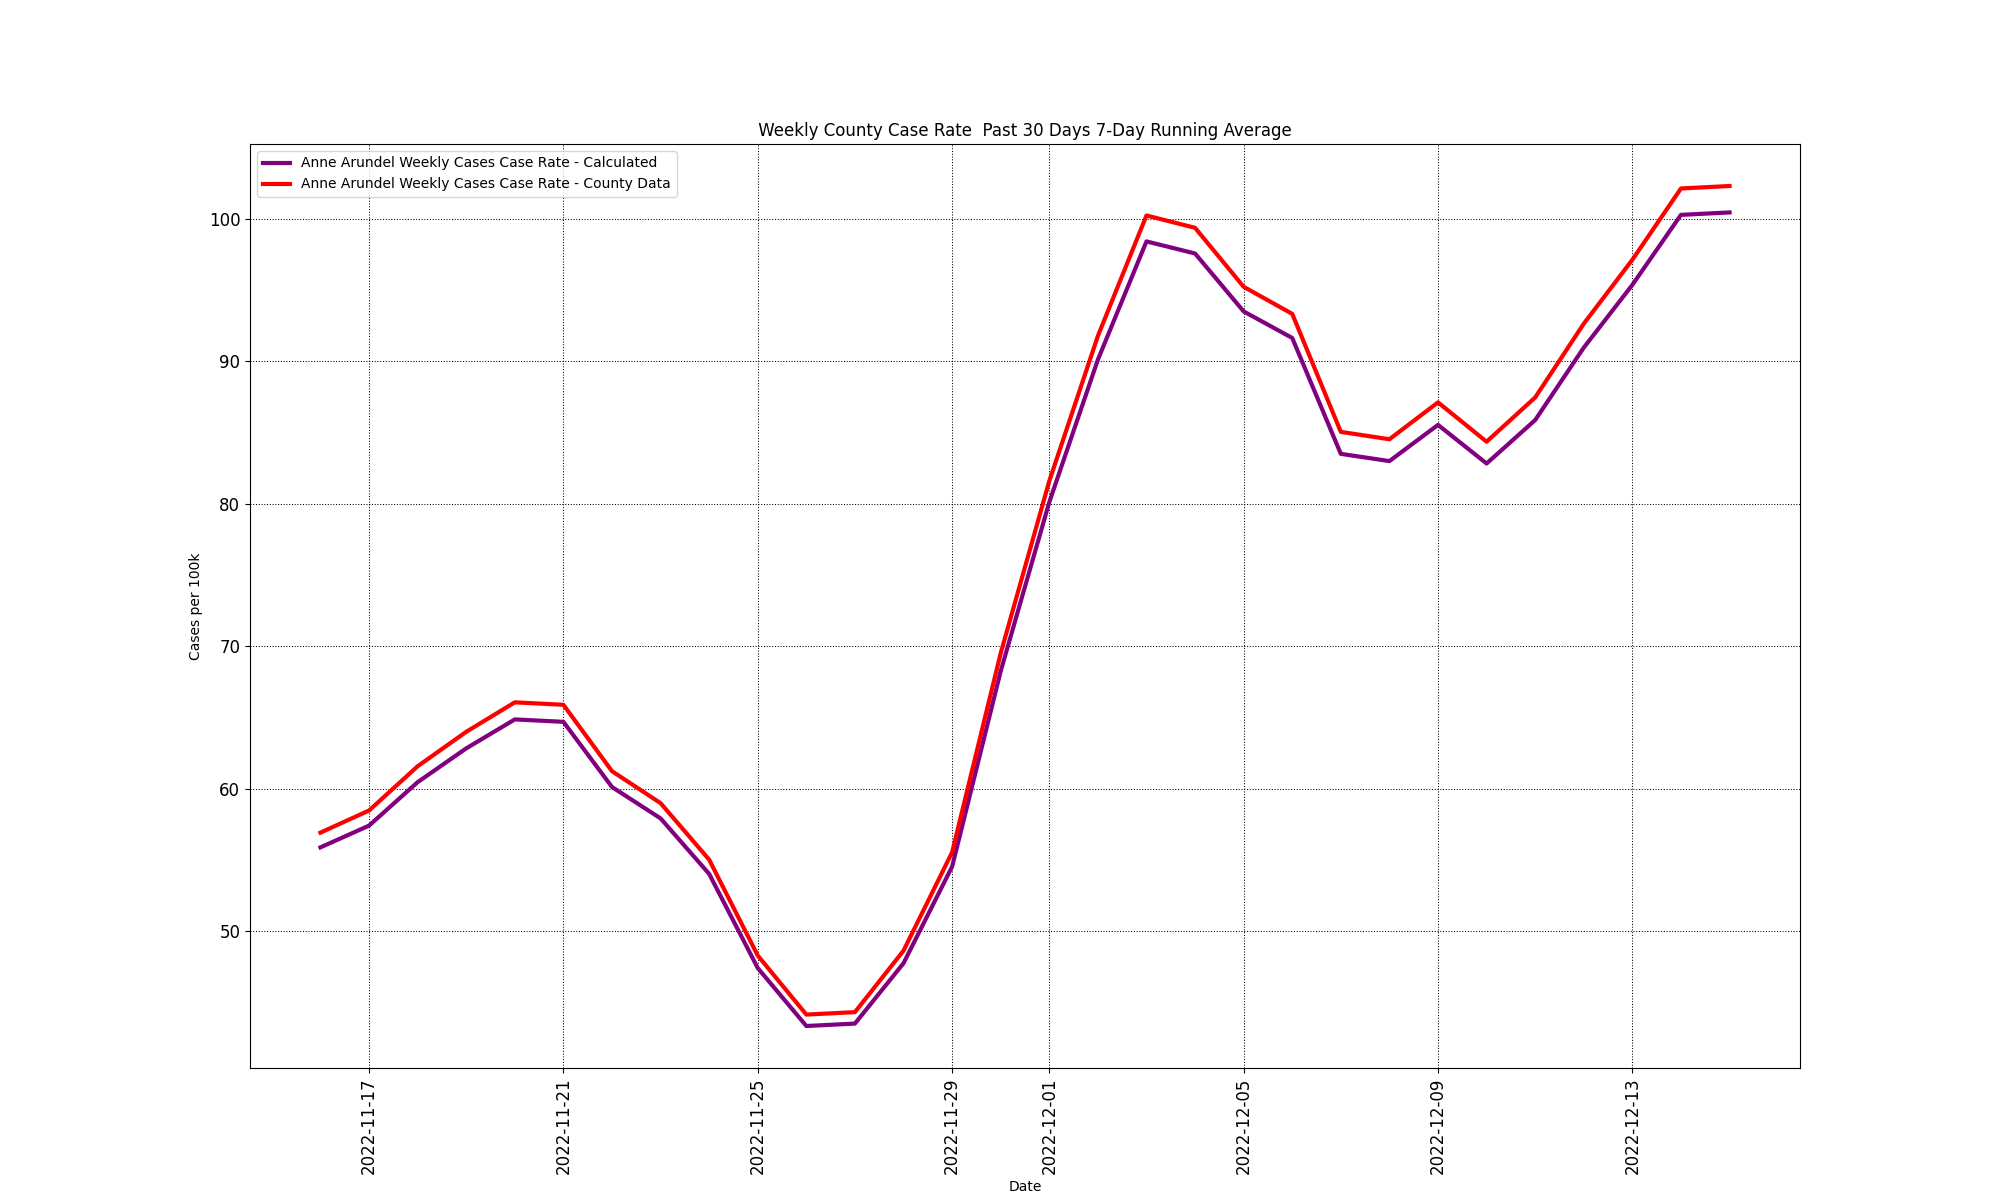 Weekly County Case Rate  Past 30 Days 7-Day Running Average
Anne Arundel Weekly Cases Case Rate - Calculated
Anne Arundel Weekly Cases Case Rate - County Data
100
90
80
70
60
50
Cases per 100k
2022-11-17
2022-11-21
2022-11-25
2022-11-29
2022-12-01
2022-12-05
2022-12-09
2022-12-13
Date